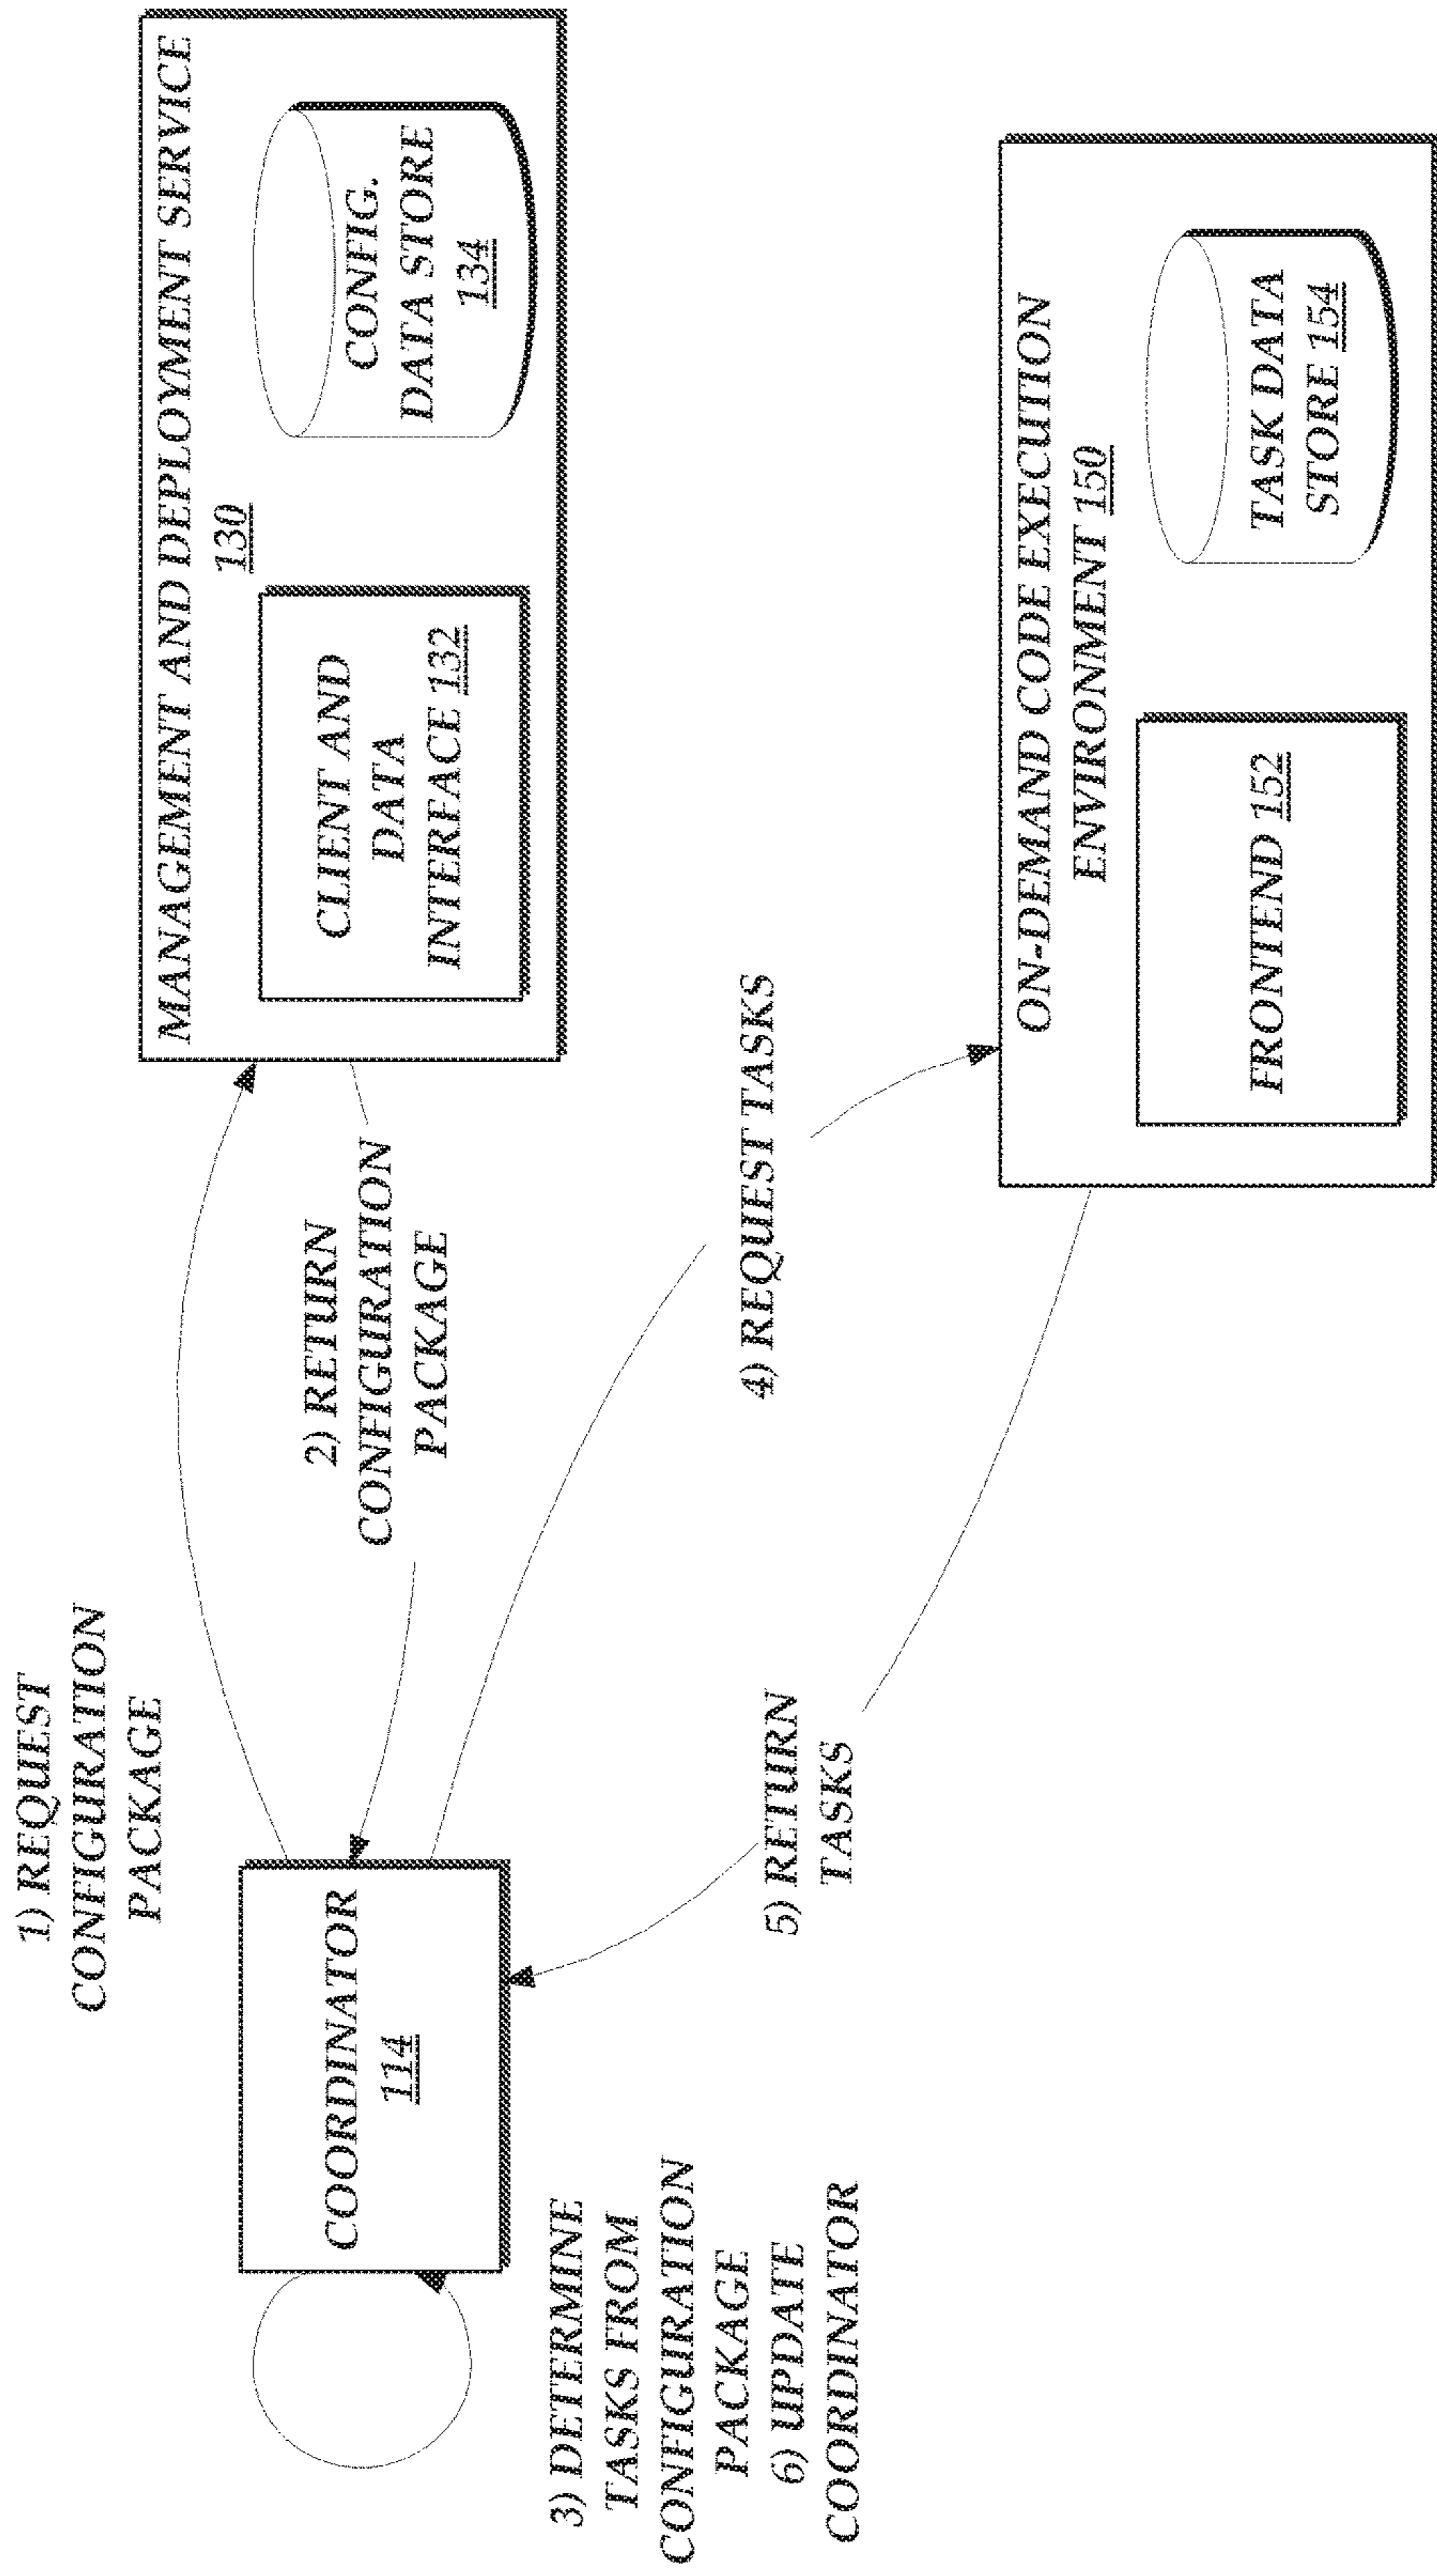 1) REQUEST
CONFIGURATION
PACKAGE
MANAGEMENT AND DEPLOYMENT SERVICE
130
CLIENT AND
DATA
INTERFACE 132
CONFIG.
DATA STORE
134
2) RETURN
CONFIGURATION
PACKAGE
COORDINATOR
114
3) DETERMINE
TASKS FROM
CONFIGURATION
PACKAGE
6) UPDATE
COORDINATOR
4) REQUEST TASKS
5) RETURN
TASKS
ON-DEMAND CODE EXECUTION
ENVIRONMENT 150
FRONTEND 152
TASK DATA
STORE 154